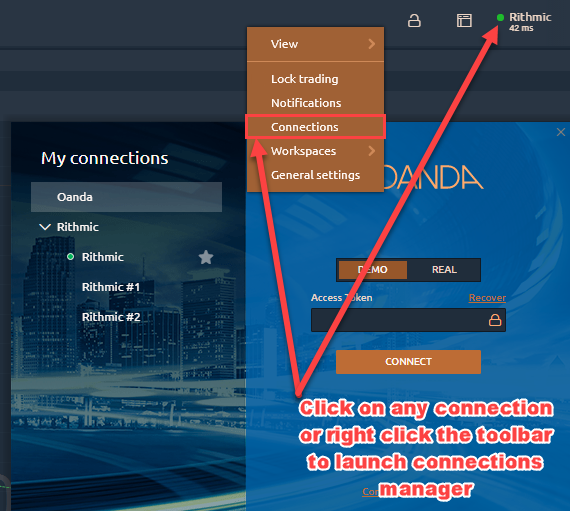 Rithmic
42 ms
View
Lock trading
Notifications
Connections
Workspaces
General settings
My connections
Oanda
Rithmic
Rithmic
Rithmic #1
Rithmic #2
OANDA
DEMO
REAL
Access Token
Recover
CONNECT
Click on any connection
or right click the toolbar
to launch connections
manager